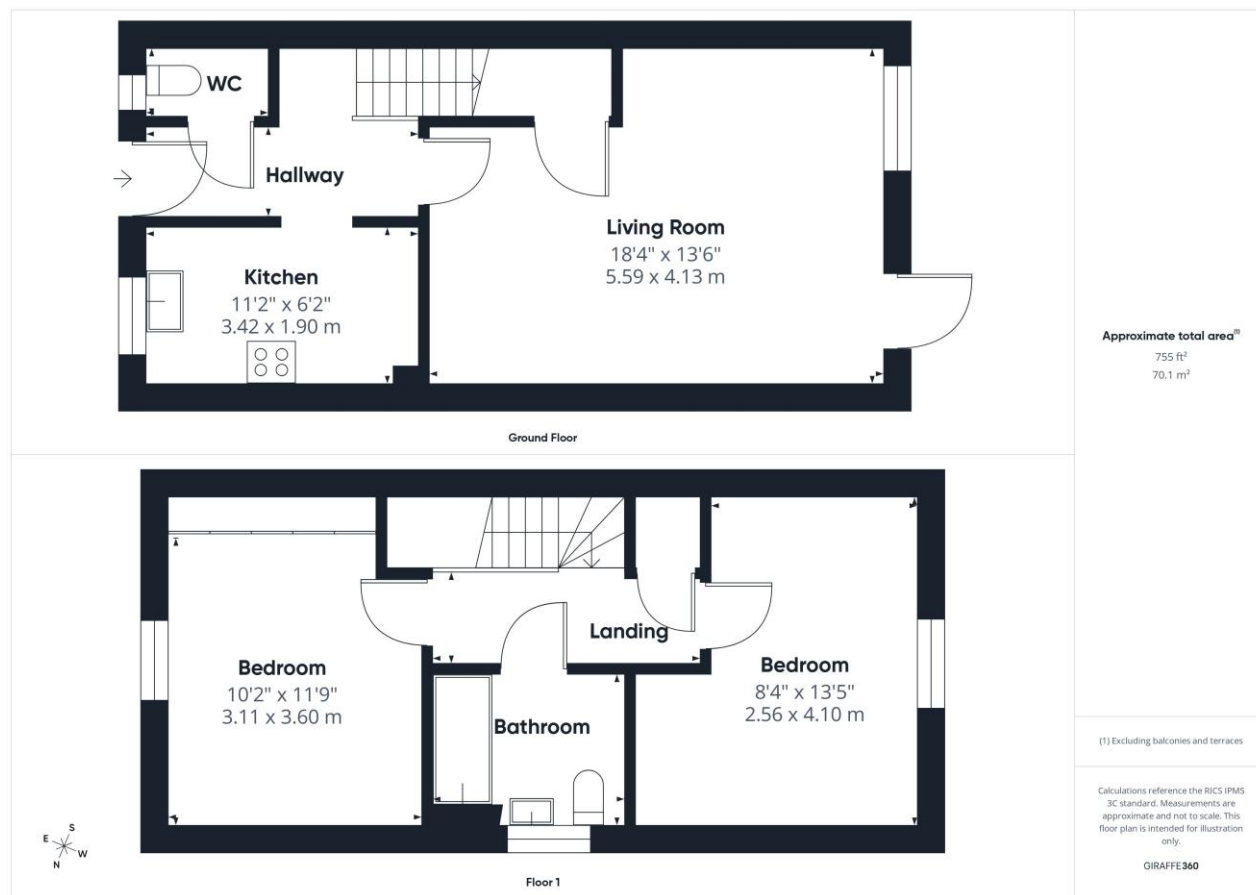 WC
Hallway
Living Room
18'4" x 13'6"
5.59 x 4.13 m
Kitchen
11'2" x 6'2"
3.42 x 1.90 m
Ground Floor
Approximate total area(1)
755 ft²
70.1 m²
Landing
Bedroom
10'2" x 11'9"
3.11 x 3.60 m
Bathroom
Bedroom
8'4" x 13'5"
2.56 x 4.10 m
Floor 1
S
E
W
N
(1) Excluding balconies and terraces
Calculations reference the RICS IPMS
3C standard. Measurements are
approximate and not to scale. This
floor plan is intended for illustration
only.
GIRAFFE360